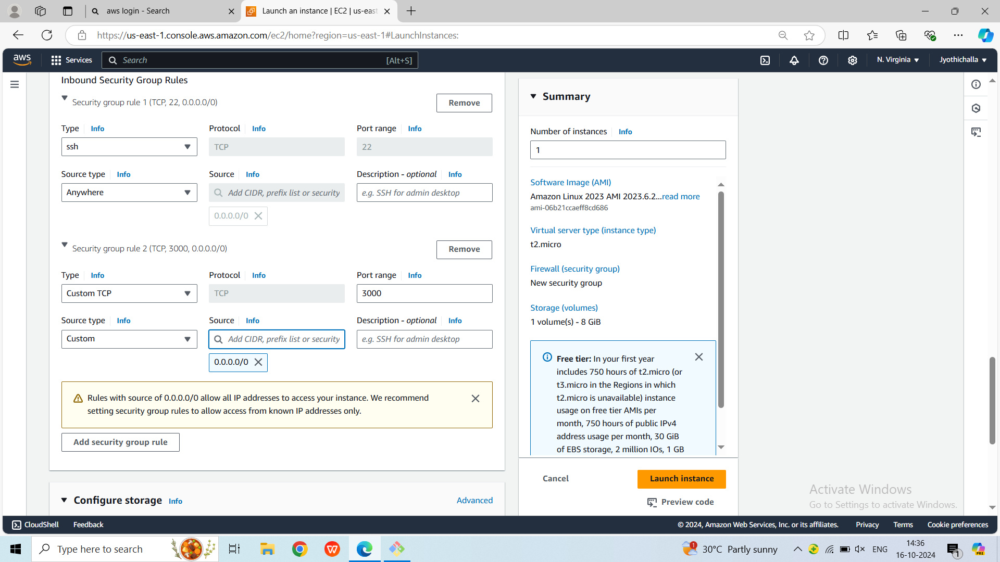 aws login - Search
Launch an instance | EC2 | us-east
https://us-east-1.console.aws.amazon.com/ec2/home?region=us-east-1#LaunchInstances:
aws
Services
Search
[Alt+S]
N. Virginia
Jyothichalla
Inbound Security Group Rules
Security group rule 1 (TCP, 22, 0.0.0.0/0)
Remove
Type Info
Protocol Info
Port range Info
ssh
TCP
22
Source type Info
Source Info
Description - optional Info
Anywhere
Add CIDR, prefix list or security
e.g. SSH for admin desktop
0.0.0.0/0
Security group rule 2 (TCP, 3000, 0.0.0.0/0)
Remove
Type Info
Protocol Info
Port range Info
Custom TCP
TCP
3000
Source type Info
Source Info
Description - optional Info
Custom
Add CIDR, prefix list or security
e.g. SSH for admin desktop
0.0.0.0/0
Rules with source of 0.0.0.0/0 allow all IP addresses to access your instance. We recommend
setting security group rules to allow access from known IP addresses only.
Add security group rule
Configure storage Info
Advanced
Summary
Number of instances Info
1
Software Image (AMI)
Amazon Linux 2023 AMI 2023.6.2...read more
ami-06b21ccaeff8cd686
Virtual server type (instance type)
t2.micro
Firewall (security group)
New security group
Storage (volumes)
1 volume(s) - 8 GiB
Free tier: In your first year
includes 750 hours of t2.micro (or
t3.micro in the Regions in which
t2.micro is unavailable) instance
usage on free tier AMIs per
month, 750 hours of public IPv4
address usage per month, 30 GiB
of EBS storage, 2 million IOs, 1 GB
Cancel
Launch instance
Preview code
Activate Windows
Go to Settings to activate Windows.
CloudShell
Feedback
© 2024, Amazon Web Services, Inc. or its affiliates.
Privacy
Terms
Cookie preferences
Type here to search
1
30°C Partly sunny
ENG
14:36
16-10-2024
1
PRE